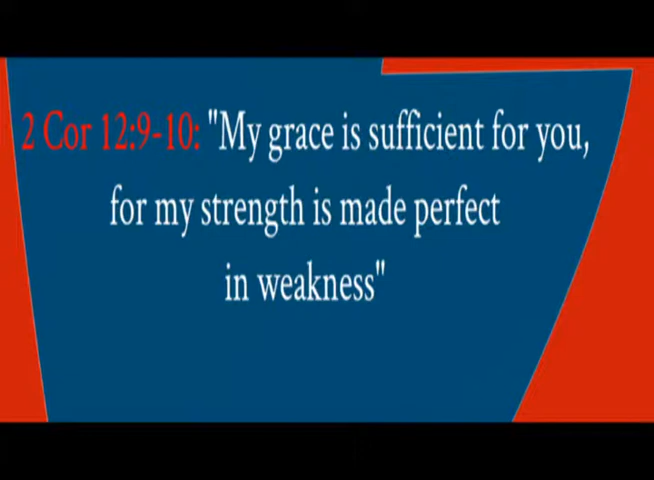 2 Cor 12:9-10: "My grace is sufficient for you,
for my strength is made perfect
in weakness"